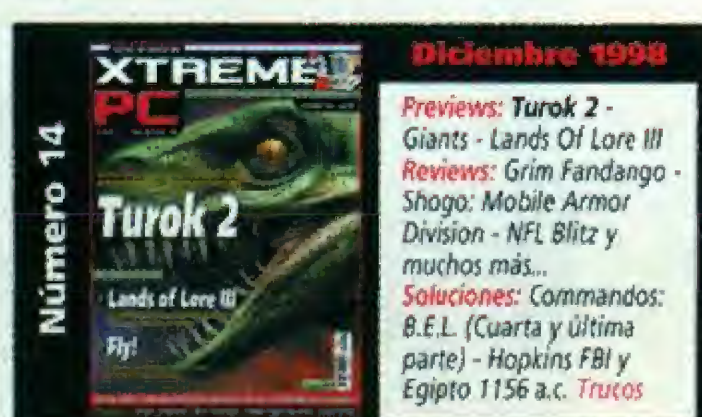 Número 14
XTREME
PC
Turok 2
Lands of Lore III
Fly!
Diciembre 1998
Previews: Turok 2 -
Giants - Lands Of Lore III
Reviews: Grim Fandango -
Shogo: Mobile Armor
Division - NFL Blitz y
muchos más...
Soluciones: Commandos:
B.E.L. (Cuarta y última
parte) - Hopkins FBI y
Egipto 1156 a.c. Trucos